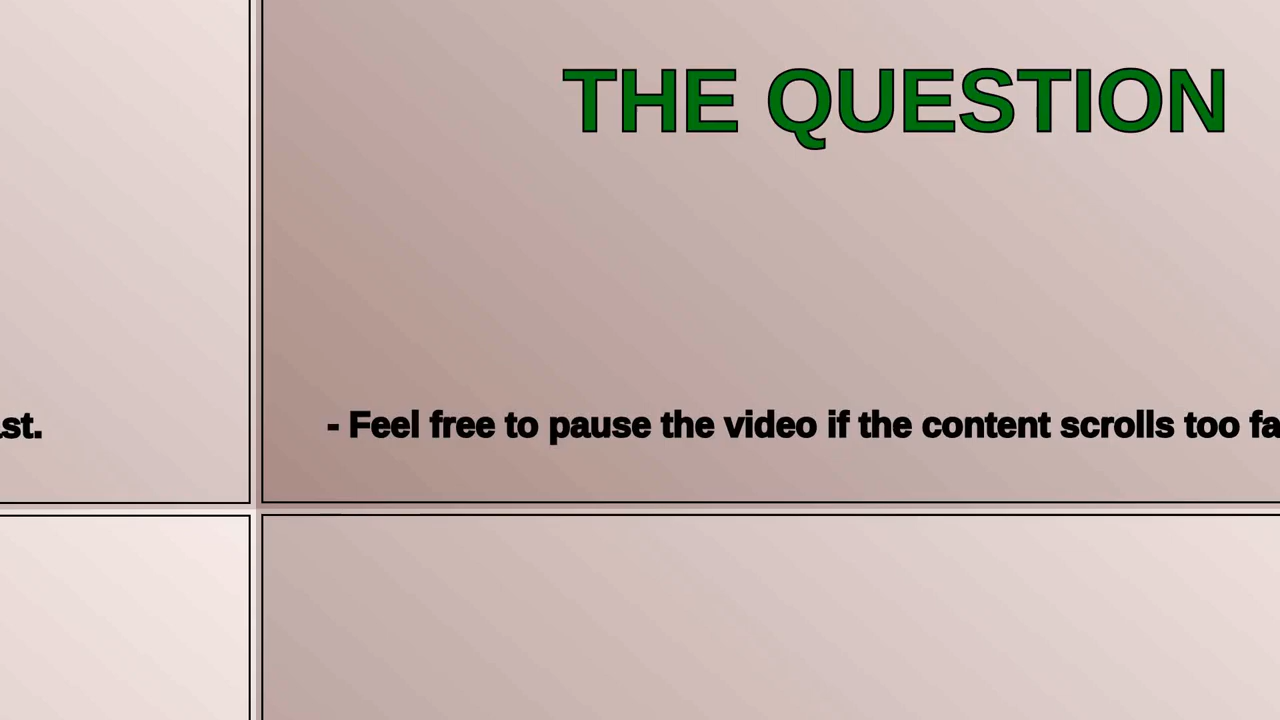 THE QUESTION
st.
- Feel free to pause the video if the content scrolls too fa